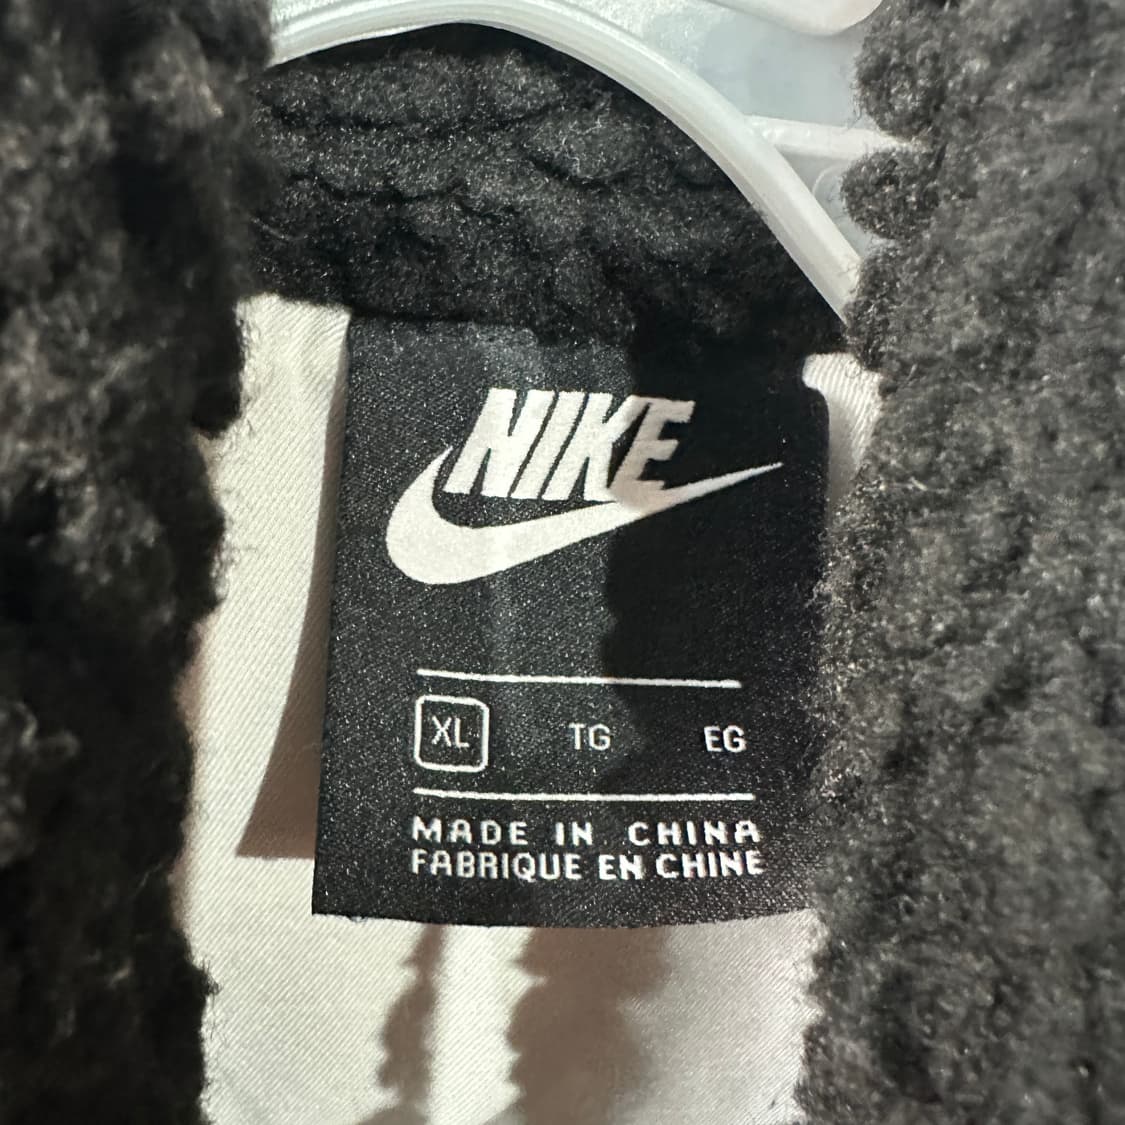 NIKE
XL TG EG
MADE IN CHINA
FABRIQUE EN CHINE